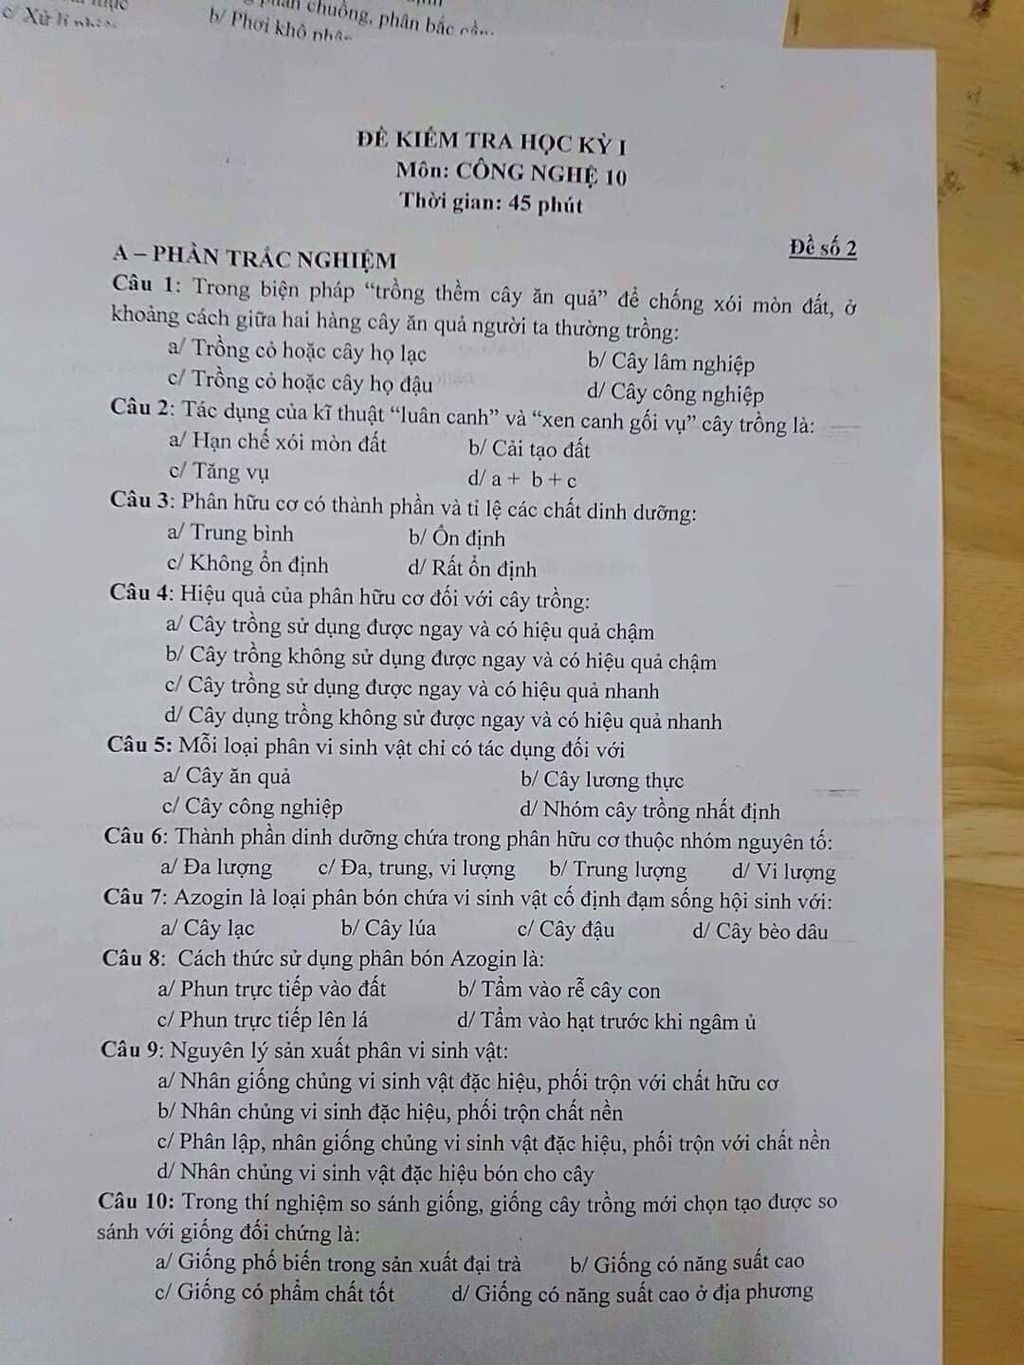 c/ Xử lí
chuồng, phân bắc
b/ Phơi khô
ĐỀ KIỂM TRA HỌC KỲ I
Môn: CÔNG NGHỆ 10
Thời gian: 45 phút
Đề số 2
A – PHẦN TRẮC NGHIỆM
Câu 1: Trong biện pháp “trồng thềm cây ăn quả” để chống xói mòn đất, ở
khoảng cách giữa hai hàng cây ăn quả người ta thường trồng:
a/ Trồng cỏ hoặc cây họ lạc b/ Cây lâm nghiệp
c/ Trồng cỏ hoặc cây họ đậu d/ Cây công nghiệp
Câu 2: Tác dụng của kĩ thuật “luân canh” và “xen canh gối vụ” cây trồng là:
a/ Hạn chế xói mòn đất b/ Cải tạo đất
c/ Tăng vụ d/ a + b + c
Câu 3: Phân hữu cơ có thành phần và tỉ lệ các chất dinh dưỡng:
a/ Trung bình b/ Ổn định
c/ Không ổn định d/ Rất ổn định
Câu 4: Hiệu quả của phân hữu cơ đối với cây trồng:
a/ Cây trồng sử dụng được ngay và có hiệu quả chậm
b/ Cây trồng không sử dụng được ngay và có hiệu quả chậm
c/ Cây trồng sử dụng được ngay và có hiệu quả nhanh
d/ Cây dụng trồng không sử được ngay và có hiệu quả nhanh
Câu 5: Mỗi loại phân vi sinh vật chỉ có tác dụng đối với
a/ Cây ăn quả b/ Cây lương thực
c/ Cây công nghiệp d/ Nhóm cây trồng nhất định
Câu 6: Thành phần dinh dưỡng chứa trong phân hữu cơ thuộc nhóm nguyên tố:
a/ Đa lượng c/ Đa, trung, vi lượng b/ Trung lượng d/ Vi lượng
Câu 7: Azogin là loại phân bón chứa vi sinh vật cố định đạm sống hội sinh với:
a/ Cây lạc b/ Cây lúa c/ Cây đậu d/ Cây bèo dâu
Câu 8: Cách thức sử dụng phân bón Azogin là:
a/ Phun trực tiếp vào đất b/ Tẩm vào rễ cây con
c/ Phun trực tiếp lên lá d/ Tẩm vào hạt trước khi ngâm ủ
Câu 9: Nguyên lý sản xuất phân vi sinh vật:
a/ Nhân giống chủng vi sinh vật đặc hiệu, phối trộn với chất hữu cơ
b/ Nhân chủng vi sinh đặc hiệu, phối trộn chất nền
c/ Phân lập, nhân giống chủng vi sinh vật đặc hiệu, phối trộn với chất nền
d/ Nhân chủng vi sinh vật đặc hiệu bón cho cây
Câu 10: Trong thí nghiệm so sánh giống, giống cây trồng mới chọn tạo được so
sánh với giống đối chứng là:
a/ Giống phố biến trong sản xuất đại trà b/ Giống có năng suất cao
c/ Giống có phẩm chất tốt d/ Giống có năng suất cao ở địa phương